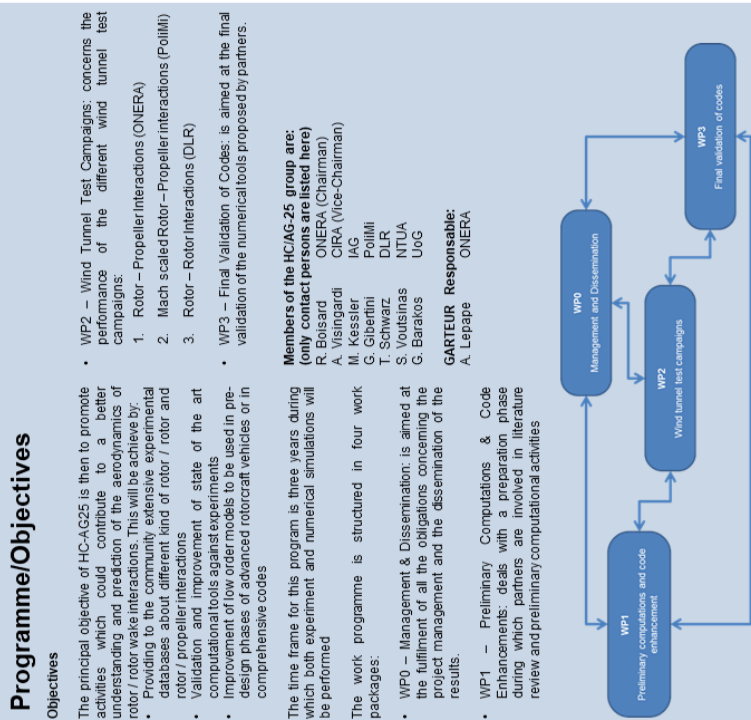 Programme/Objectives
Objectives
The principal objective of HC-AG25 is then to promote
activities which could contribute to a better
understanding and prediction of the aerodynamics of
rotor / rotor wake interactions. This will be achieve by:
• Providing to the community extensive experimental
databases about different kind of rotor / rotor and
rotor / propeller interactions
• Validation and improvement of state of the art
computational tools against experiments
• Improvement of low order models to be used in pre-
design phases of advanced rotorcraft vehicles or in
comprehensive codes
The time frame for this program is three years during
which both experiment and numerical simulations will
be performed
The work programme is structured in four work
packages:
• WP0 – Management & Dissemination: is aimed at
the fulfilment of all the obligations concerning the
project management and the dissemination of the
results.
• WP1 – Preliminary Computations & Code
Enhancements: deals with a preparation phase
during which partners are involved in literature
review and preliminary computational activities
• WP2 – Wind Tunnel Test Campaigns: concerns the
performance of the different wind tunnel test
campaigns:
1. Rotor – Propeller Interactions (ONERA)
2. Mach scaled Rotor – Propeller interactions (PoliMi)
3. Rotor – Rotor Interactions (DLR)
• WP3 – Final Validation of Codes: is aimed at the final
validation of the numerical tools proposed by partners.
Members of the HC/AG-25 group are:
(only contact persons are listed here)
R. Boisard ONERA (Chairman)
A. Visingardi CIRA (Vice-Chairman)
M. Kessler IAG
G. Gibertini PoliMi
T. Schwarz DLR
S. Voutsinas NTUA
G. Barakos UoG
GARTEUR Responsable:
A. Lepape ONERA
WP0
Management and Dissemination
WP1
Preliminary computations and code
enhancement
WP2
Wind tunnel test campaigns
WP3
Final validation of codes